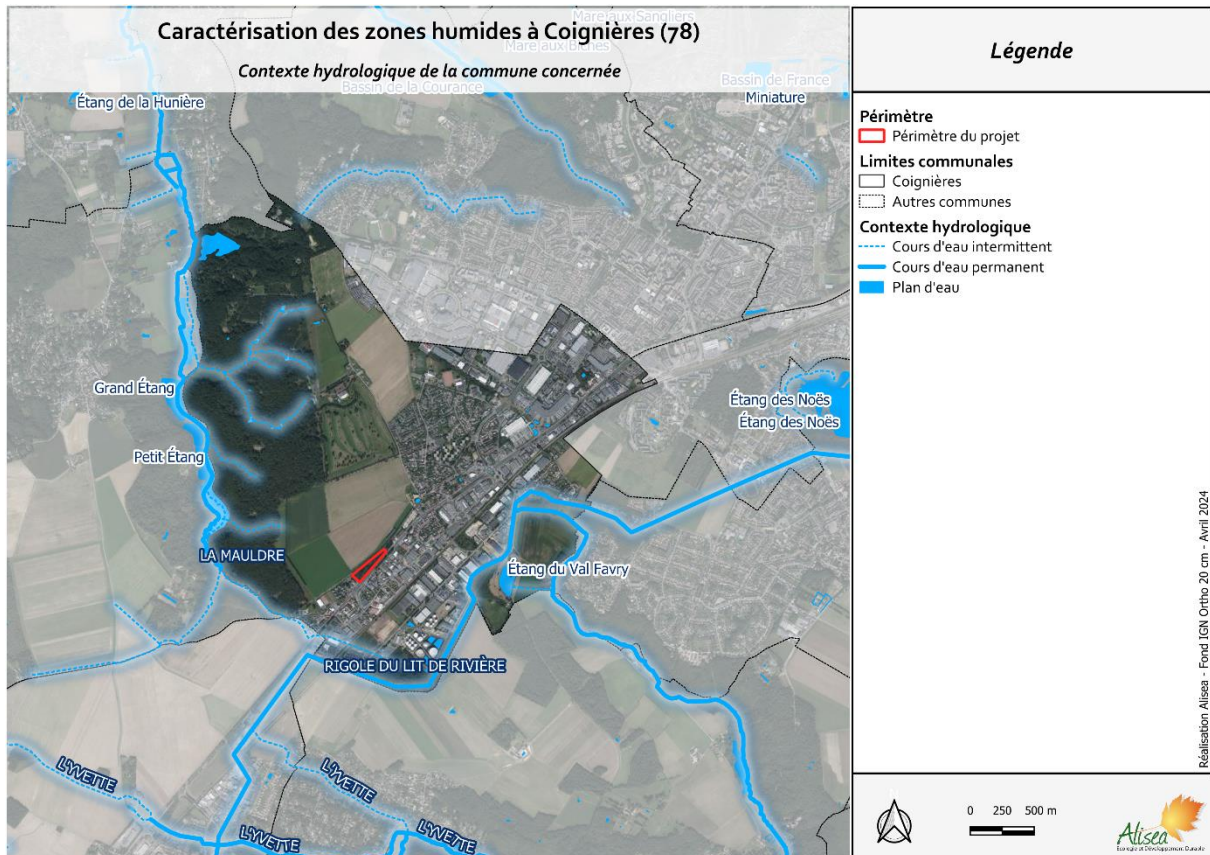 Caractérisation des zones humides à Coignières (78)
Contexte hydrologique de la commune concernée
Mare aux Sangliers
Mare aux Biches
Bassin de la Courance
Bassin de France
Miniature
Étang de la Hunière
Grand Étang
Petit Étang
Étang des Noës
Étang des Noës
LA MAULDRE
Étang du Val Favry
RIGOLE DU LIT DE RIVIÈRE
L'YVETTE
L'YVETTE
L'YVETTE
L'YVETTE
Légende
Périmètre
Périmètre du projet
Limites communales
Coignières
Autres communes
Contexte hydrologique
Cours d'eau intermittent
Cours d'eau permanent
Plan d'eau
Réalisation Alisea - Fond IGN Ortho 20 cm - Avril 2024
N
0 250 500 m
Alisea
Écologie et Développement Durable